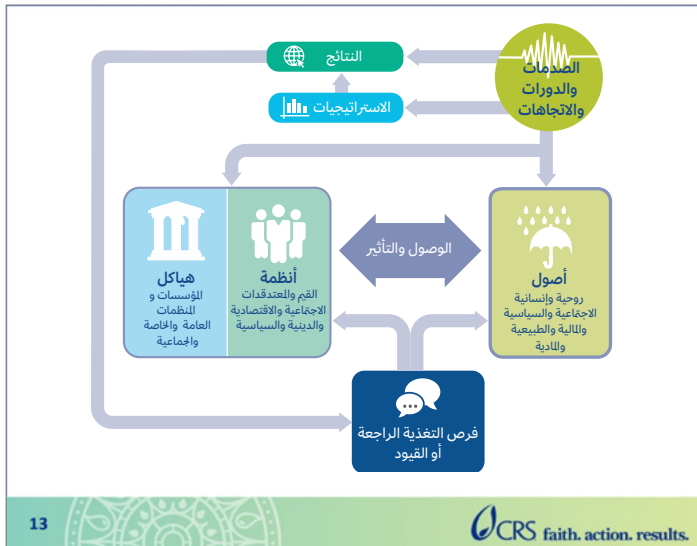 الصدمات
والدورات
والاتجاهات
النتائج
الاستراتيجيات
أصول
روحية وإنسانية
الاجتماعية والسياسية
والمالية والطبيعية
والمادية
الوصول والتأثير
أنظمة
القيم والمعتدقدات
الاجتماعية والاقتصادية
والدينية والسياسية
هياكل
المؤسسات و
المنظمات
العامة والخاصة
والجماعية
فرص التغذية الراجعة
أو القيود
13
CRS faith. action. results.